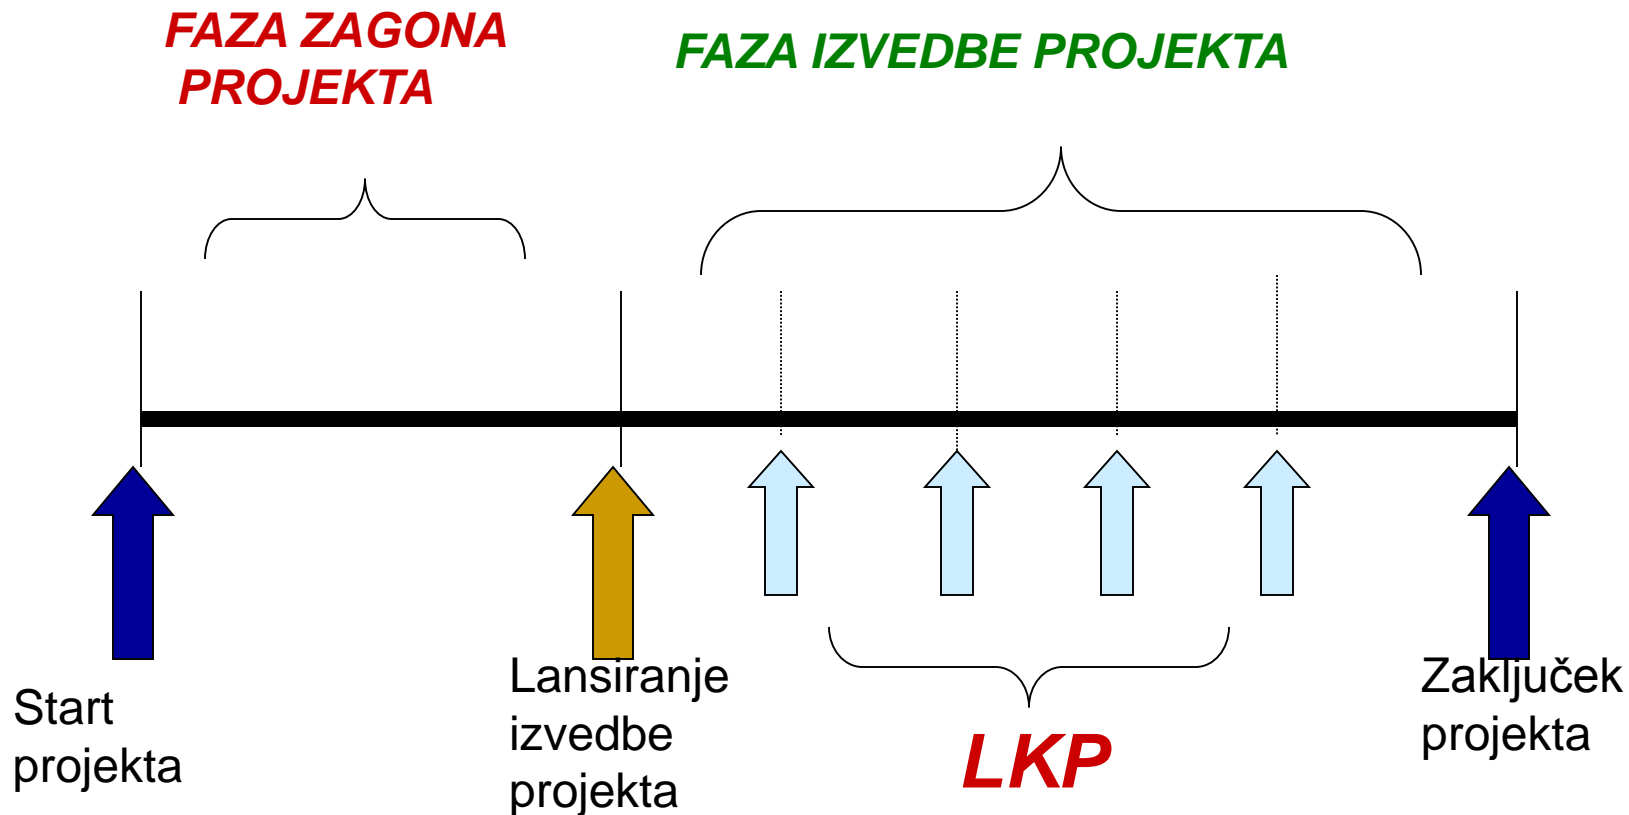 FAZA ZAGONA
PROJEKTA
FAZA IZVEDBE PROJEKTA
Start
projekta
Lansiranje
izvedbe
projekta
LKP
Zaključek
projekta